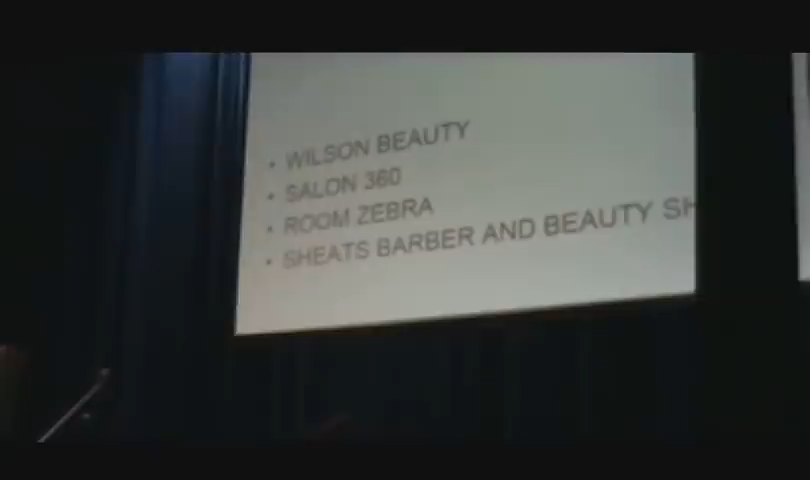 • WILSON BEAUTY
• SALON 360
• ROOM ZEBRA
• SHEATS BARBER AND BEAUTY